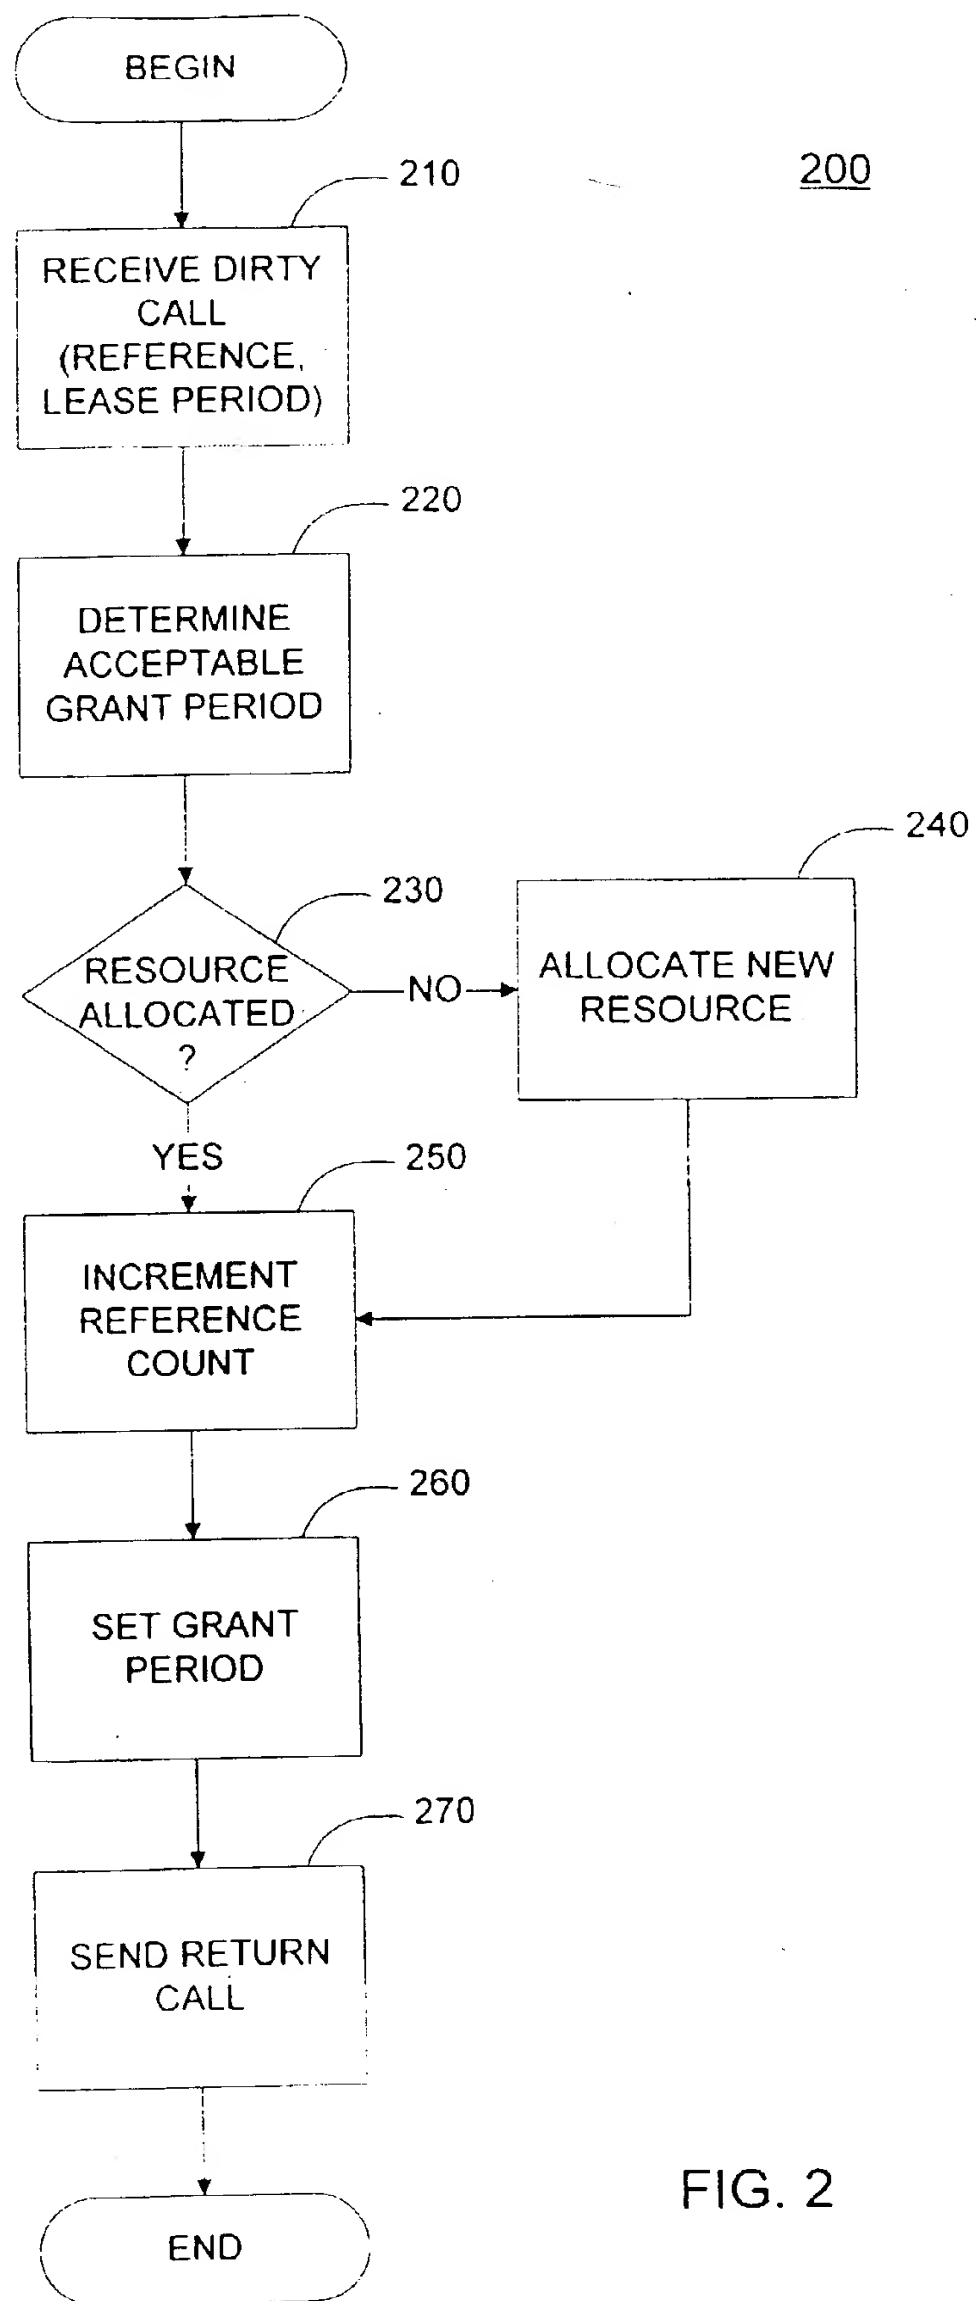 BEGIN
200
210
RECEIVE DIRTY
CALL
(REFERENCE,
LEASE PERIOD)
220
DETERMINE
ACCEPTABLE
GRANT PERIOD
230
RESOURCE
ALLOCATED
?
NO
240
ALLOCATE NEW
RESOURCE
YES
250
INCREMENT
REFERENCE
COUNT
260
SET GRANT
PERIOD
270
SEND RETURN
CALL
END
FIG. 2